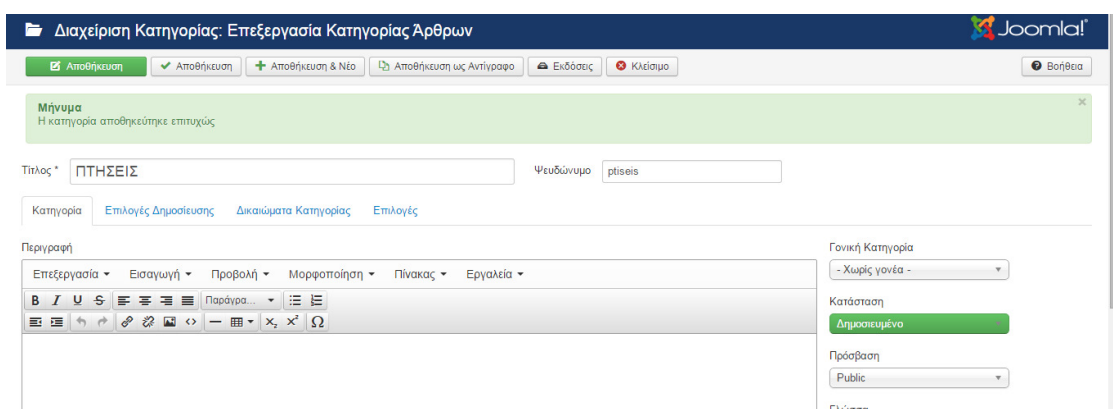 Διαχείριση Κατηγορίας: Επεξεργασία Κατηγορίας Άρθρων
Joomla!
Αποθήκευση Αποθήκευση Αποθήκευση & Νέο Αποθήκευση ως Αντίγραφο Εκδόσεις Κλείσιμο Βοήθεια
Μήνυμα
Η κατηγορία αποθηκεύτηκε επιτυχώς
Τίτλος * ΠΤΗΣΕΙΣ Ψευδώνυμο ptiseis
Κατηγορία Επιλογές Δημοσίευσης Δικαιώματα Κατηγορίας Επιλογές
Περιγραφή
Επεξεργασία Εισαγωγή Προβολή Μορφοποίηση Πίνακας Εργαλεία
B I U S Παράγρα...
x₂ x² Ω
Γονική Κατηγορία
- Χωρίς γονέα -
Κατάσταση
Δημοσιευμένο
Πρόσβαση
Public